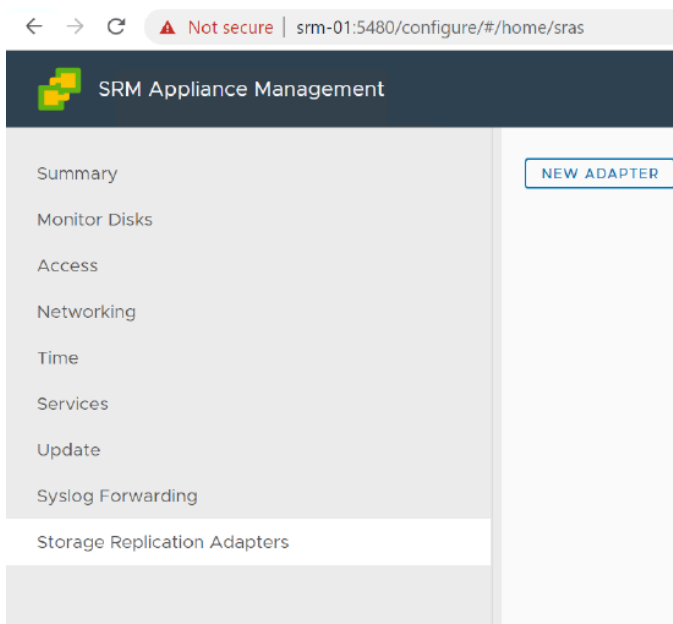 Not secure | srm-01:5480/configure/#/home/sras
SRM Appliance Management
Summary
NEW ADAPTER
Monitor Disks
Access
Networking
Time
Services
Update
Syslog Forwarding
Storage Replication Adapters